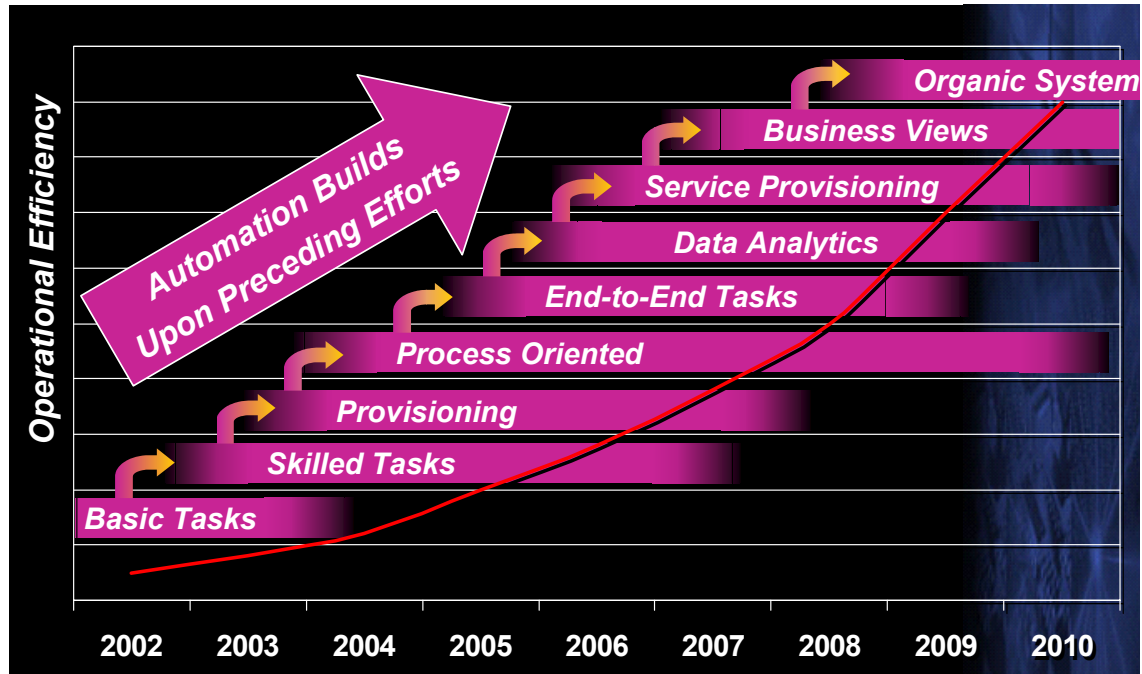 Operational Efficiency
Automation Builds
Upon Preceding Efforts
Organic System
Business Views
Service Provisioning
Data Analytics
End-to-End Tasks
Process Oriented
Provisioning
Skilled Tasks
Basic Tasks
2002 2003 2004 2005 2006 2007 2008 2009 2010